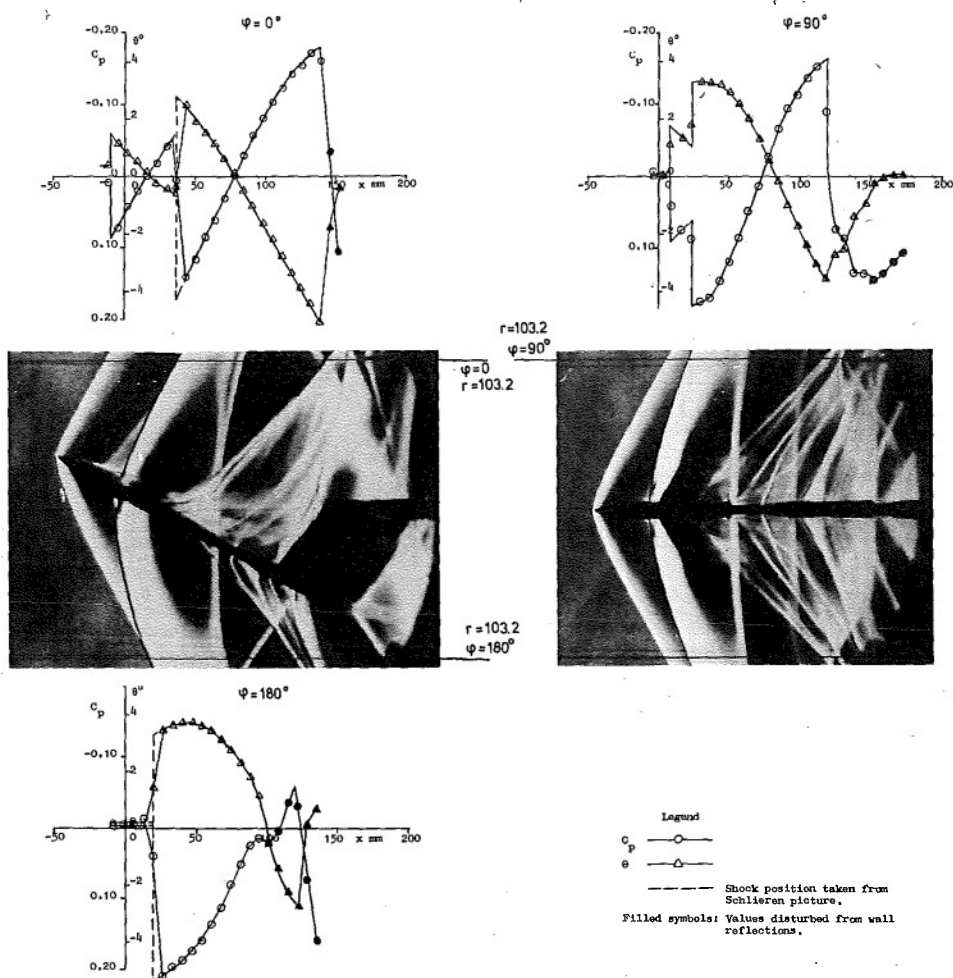 φ = 0°
-0.20
C_p
θ°
4
-0.10
2
-50
0
50
100
150
x mm
200
0.10
-2
-4
0.20
φ = 90°
-0.20
C_p
θ°
4
-0.10
2
-50
0
50
100
150
x mm
200
0.10
-2
-4
r = 103.2
φ = 90°
φ = 0
r = 103.2
r = 103.2
φ = 180°
φ = 180°
C_p
θ°
4
-0.10
2
-50
0
50
100
150
x mm
200
0.10
-2
-4
0.20
Legend
C_p
θ
Shock position taken from
Schlieren picture.
Filled symbols: Values disturbed from wall
reflections.